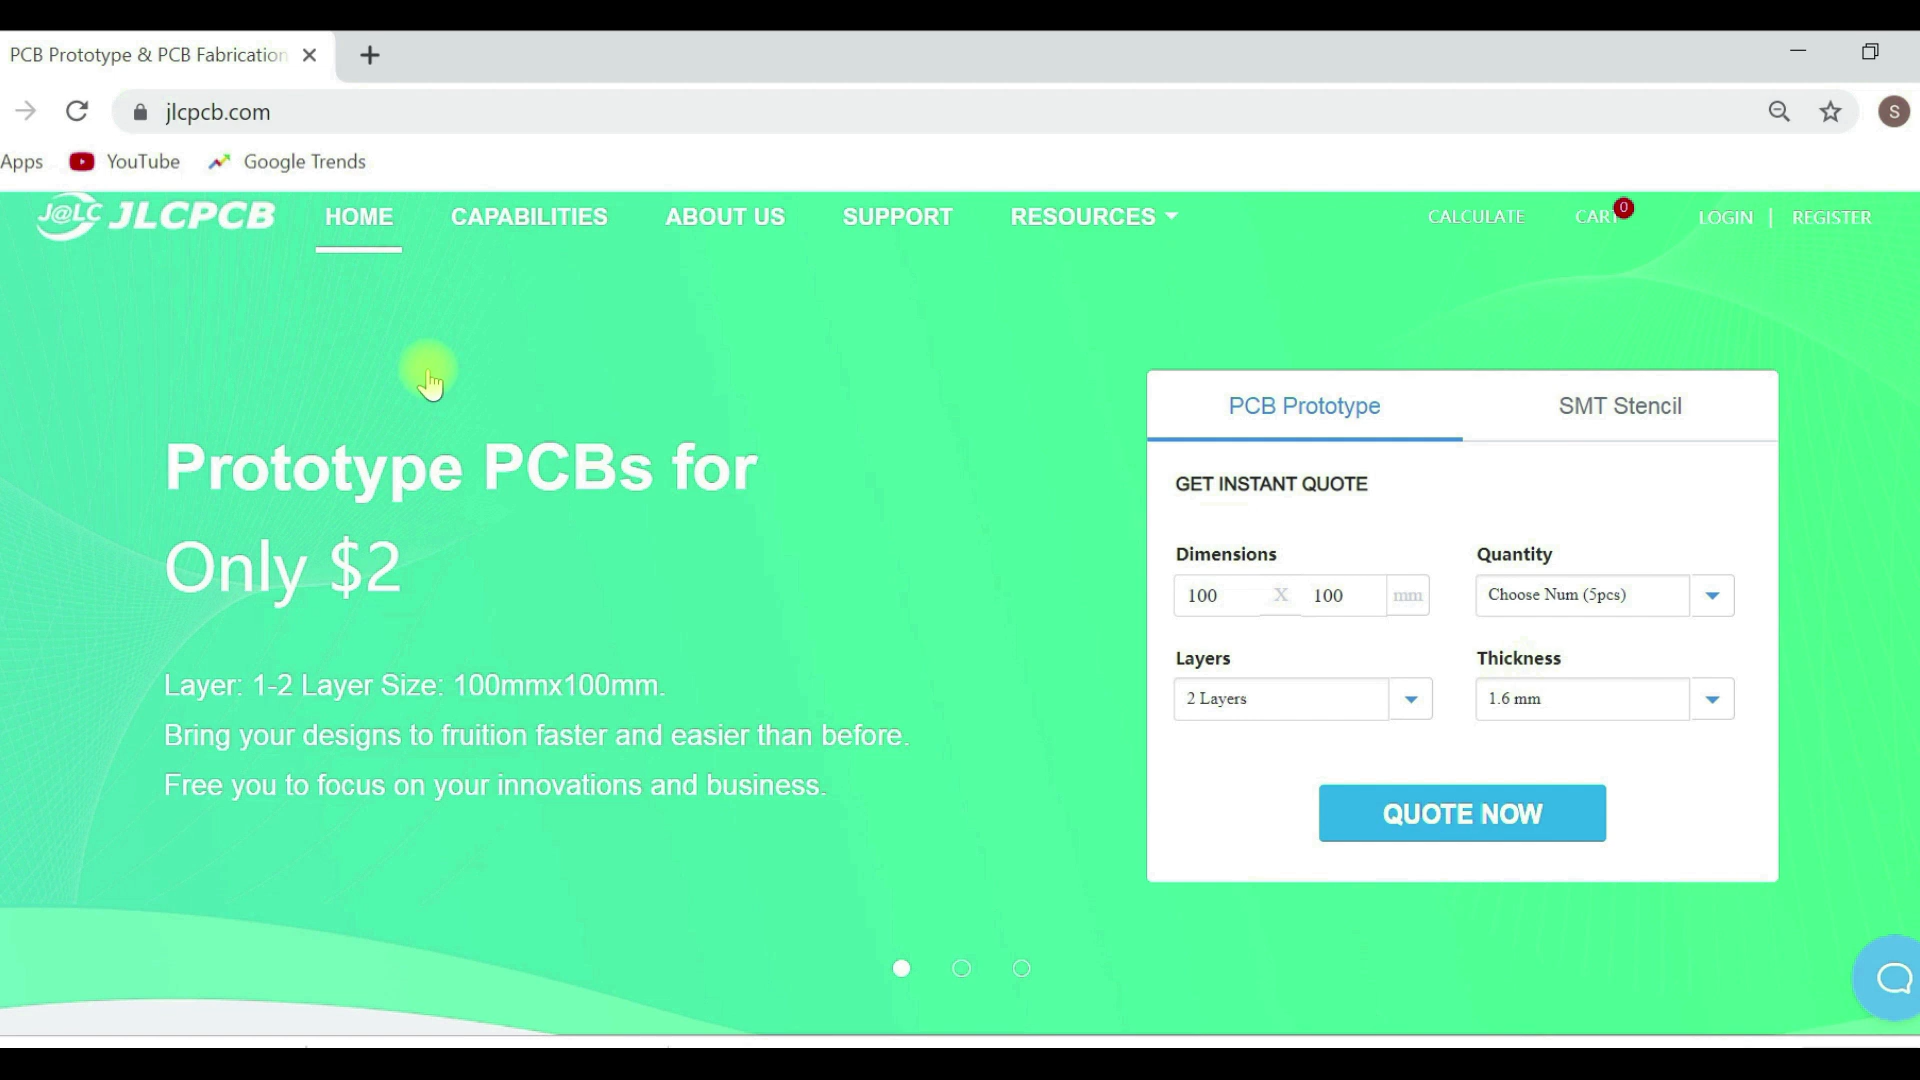 PCB Prototype & PCB Fabrication
jlcpcb.com
S
Apps YouTube Google Trends
J@LC JLCPCB HOME CAPABILITIES ABOUT US SUPPORT RESOURCES CALCULATE CART 0 LOGIN | REGISTER
PCB Prototype SMT Stencil
Prototype PCBs for
Only $2
Layer: 1-2 Layer Size: 100mmx100mm.
Bring your designs to fruition faster and easier than before.
Free you to focus on your innovations and business.
GET INSTANT QUOTE
Dimensions Quantity
100 X 100 mm Choose Num (5pcs)
Layers Thickness
2 Layers 1.6 mm
QUOTE NOW